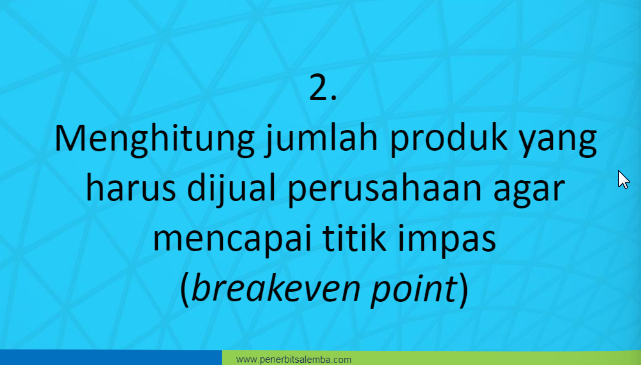 2.
Menghitung jumlah produk yang
harus dijual perusahaan agar
mencapai titik impas
(breakeven point)
www.penerbitsalemba.com